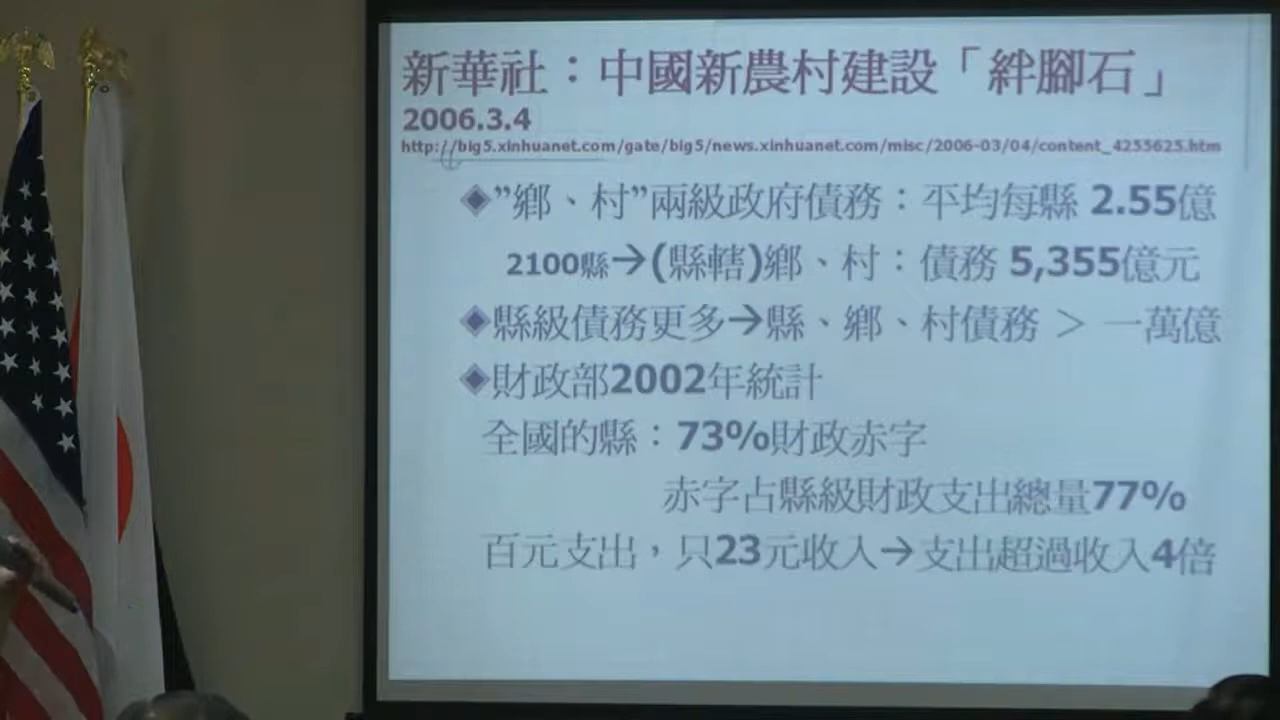 新華社：中國新農村建設「絆腳石」
2006.3.4
http://big5.xinhuanet.com/gate/big5/news.xinhuanet.com/misc/2006-03/04/content_4253625.htm
◆”鄉、村”兩級政府債務：平均每縣 2.55億
2100縣→(縣轄)鄉、村：債務 5,355億元
◆縣級債務更多→縣、鄉、村債務 ＞ 一萬億
◆財政部2002年統計
全國的縣：73%財政赤字
赤字占縣級財政支出總量77%
百元支出，只23元收入→支出超過收入4倍